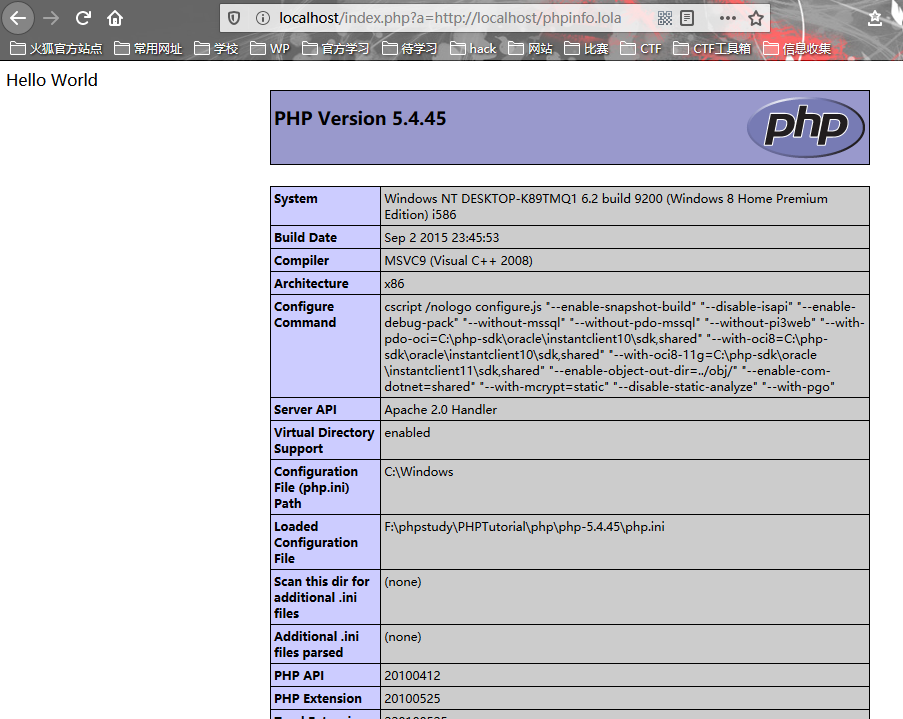 localhost/index.php?a=http://localhost/phpinfo.lola
火狐官方站点 常用网址 学校 WP 官方学习 待学习 hack 网站 比赛 CTF CTF工具箱 信息收集
Hello World
PHP Version 5.4.45
php
System Windows NT DESKTOP-K89TMQ1 6.2 build 9200 (Windows 8 Home Premium
Edition) i586
Build Date Sep 2 2015 23:45:53
Compiler MSVC9 (Visual C++ 2008)
Architecture x86
Configure cscript /nologo configure.js "--enable-snapshot-build" "--disable-isapi" "--enable-
Command debug-pack" "--without-mssql" "--without-pdo-mssql" "--without-pi3web" "--with-
pdo-oci=C:\php-sdk\oracle\instantclient10\sdk,shared" "--with-oci8=C:\php-
sdk\oracle\instantclient10\sdk,shared" "--with-oci8-11g=C:\php-sdk\oracle
\instantclient11\sdk,shared" "--enable-object-out-dir=../obj/" "--enable-com-
dotnet=shared" "--with-mcrypt=static" "--disable-static-analyze" "--with-pgo"
Server API Apache 2.0 Handler
Virtual Directory enabled
Support
Configuration C:\Windows
File (php.ini)
Path
Loaded F:\phpstudy\PHPTutorial\php\php-5.4.45\php.ini
Configuration
File
Scan this dir for (none)
additional .ini
files
Additional .ini (none)
files parsed
PHP API 20100412
PHP Extension 20100525